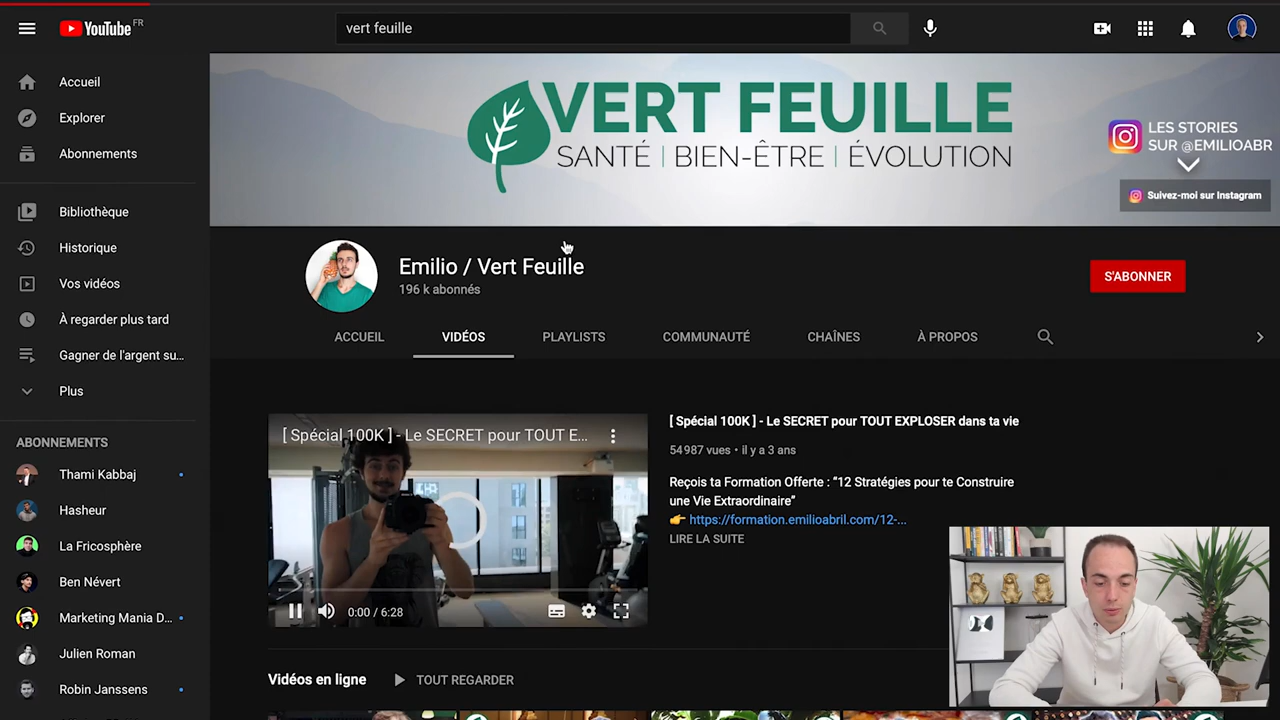 YouTube FR
vert feuille
Accueil
Explorer
Abonnements
Bibliothèque
Historique
Vos vidéos
À regarder plus tard
Gagner de l'argent su...
Plus
ABONNEMENTS
Thami Kabbaj
Hasheur
La Fricosphère
Ben Névert
Marketing Mania D...
Julien Roman
Robin Janssens
VERT FEUILLE
SANTÉ | BIEN-ÊTRE | ÉVOLUTION
LES STORIES
SUR @EMILIOABR
Suivez-moi sur Instagram
Emilio / Vert Feuille
196 k abonnés
S'ABONNER
ACCUEIL
VIDÉOS
PLAYLISTS
COMMUNAUTÉ
CHAÎNES
À PROPOS
[ Spécial 100K ] - Le SECRET pour TOUT E...
0:00 / 6:28
[ Spécial 100K ] - Le SECRET pour TOUT EXPLOSER dans ta vie
54 987 vues • il y a 3 ans
Reçois ta Formation Offerte : “12 Stratégies pour te Construire
une Vie Extraordinaire”
👉 https://formation.emilioabril.com/12-...
LIRE LA SUITE
Vidéos en ligne
TOUT REGARDER